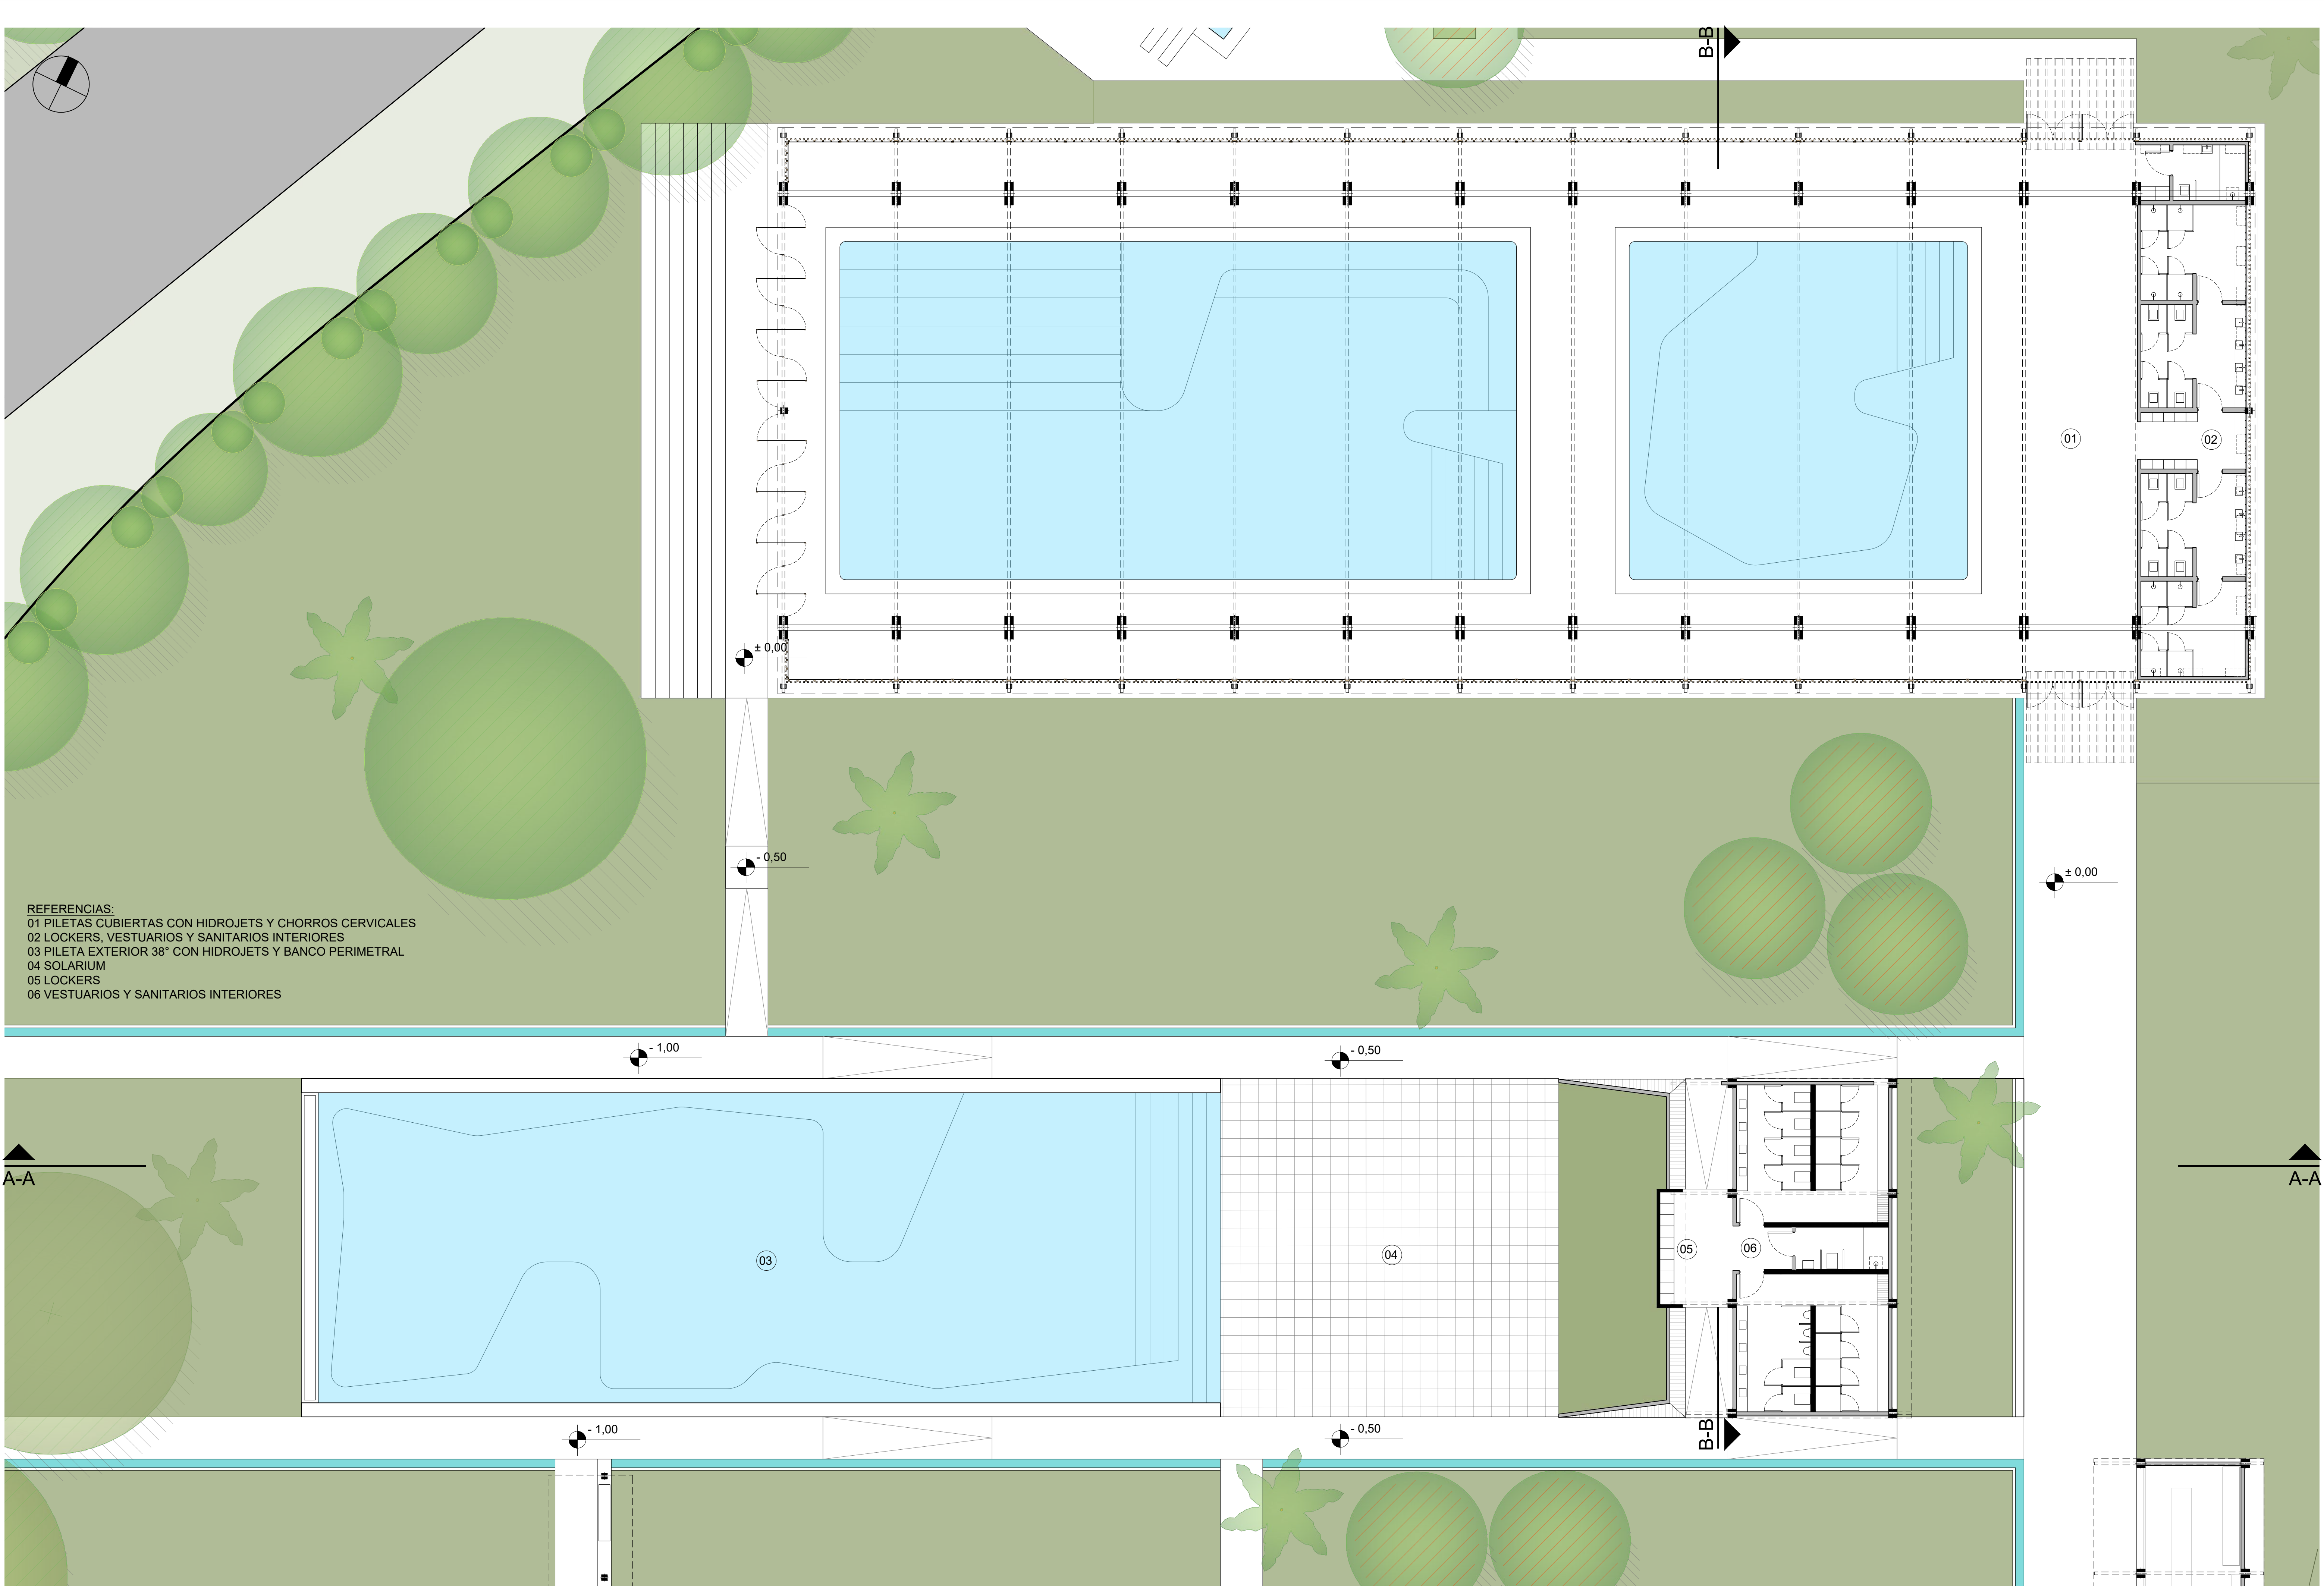 B-B
01
02
± 0,00
- 0,50
± 0,00
REFERENCIAS:
01 PILETAS CUBIERTAS CON HIDROJETS Y CHORROS CERVICALES
02 LOCKERS, VESTUARIOS Y SANITARIOS INTERIORES
03 PILETA EXTERIOR 38° CON HIDROJETS Y BANCO PERIMETRAL
04 SOLARIUM
05 LOCKERS
06 VESTUARIOS Y SANITARIOS INTERIORES
- 1,00
- 0,50
A-A
A-A
03
04
05
06
- 1,00
- 0,50
B-B